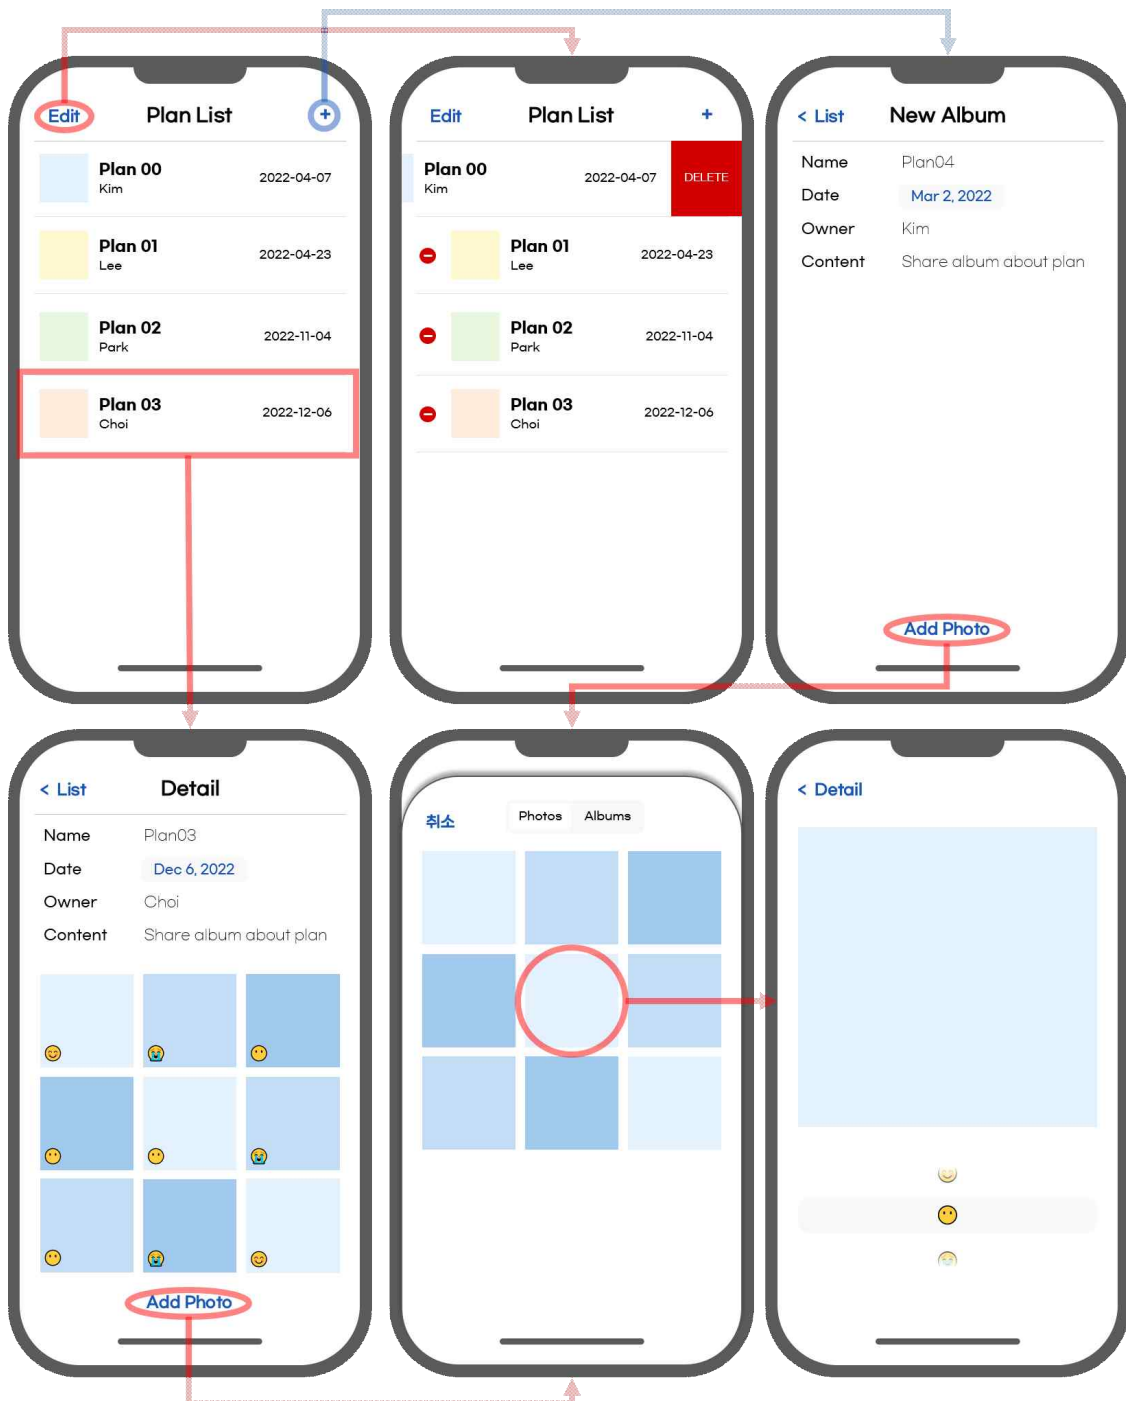 Edit Plan List +
Plan 00
Kim
2022-04-07
Plan 01
Lee
2022-04-23
Plan 02
Park
2022-11-04
Plan 03
Choi
2022-12-06
Edit Plan List +
Plan 00
Kim
2022-04-07
DELETE
Plan 01
Lee
2022-04-23
Plan 02
Park
2022-11-04
Plan 03
Choi
2022-12-06
< List New Album
Name Plan04
Date Mar 2, 2022
Owner Kim
Content Share album about plan
Add Photo
< List Detail
Name Plan03
Date Dec 6, 2022
Owner Choi
Content Share album about plan
Add Photo
취소 Photos Albums
< Detail